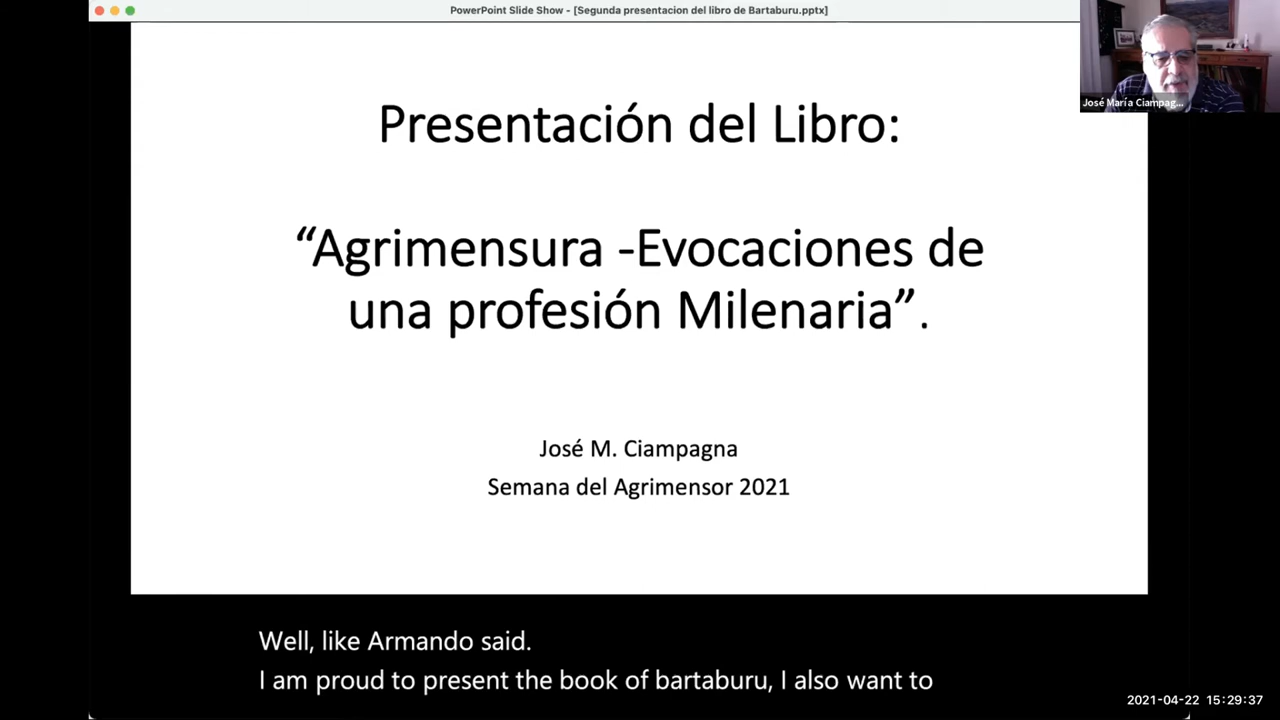 PowerPoint Slide Show - [Segunda presentacion del libro de Bartaburu.pptx]
José María Ciampag...
Presentación del Libro:
“Agrimensura -Evocaciones de
una profesión Milenaria”.
José M. Ciampagna
Semana del Agrimensor 2021
Well, like Armando said.
I am proud to present the book of bartaburu, I also want to
2021-04-22 15:29:37